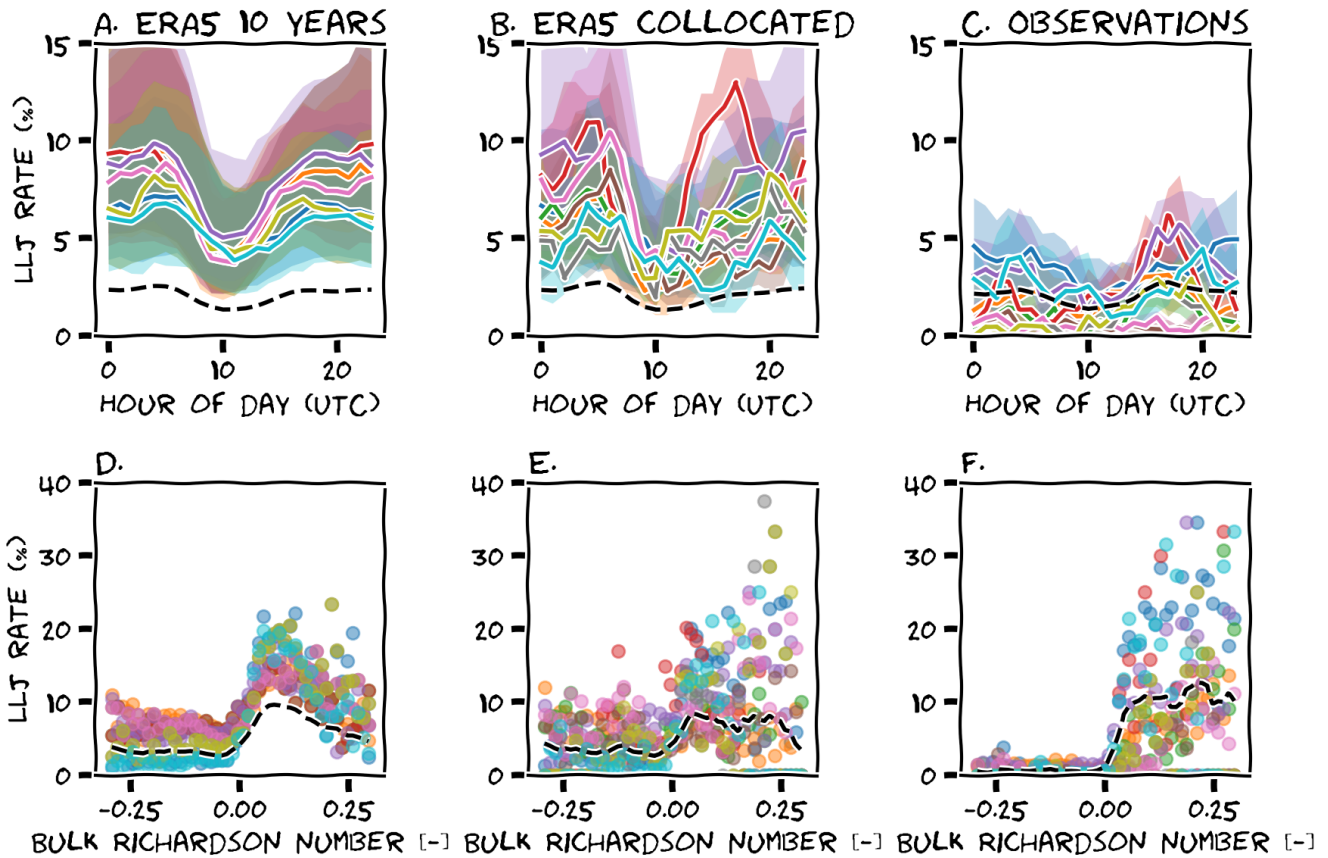 A. ERA5 10 YEARS
B. ERA5 COLLOCATED
C. OBSERVATIONS
LLJ RATE (%)
15
10
5
0
0 10 20
HOUR OF DAY (UTC)
15
10
5
0
0 10 20
HOUR OF DAY (UTC)
15
10
5
0
0 10 20
HOUR OF DAY (UTC)
D.
E.
F.
LLJ RATE (%)
40
30
20
10
0
-0.25 0.00 0.25
BULK RICHARDSON NUMBER [-]
40
30
20
10
0
-0.25 0.00 0.25
BULK RICHARDSON NUMBER [-]
40
30
20
10
0
-0.25 0.00 0.25
BULK RICHARDSON NUMBER [-]